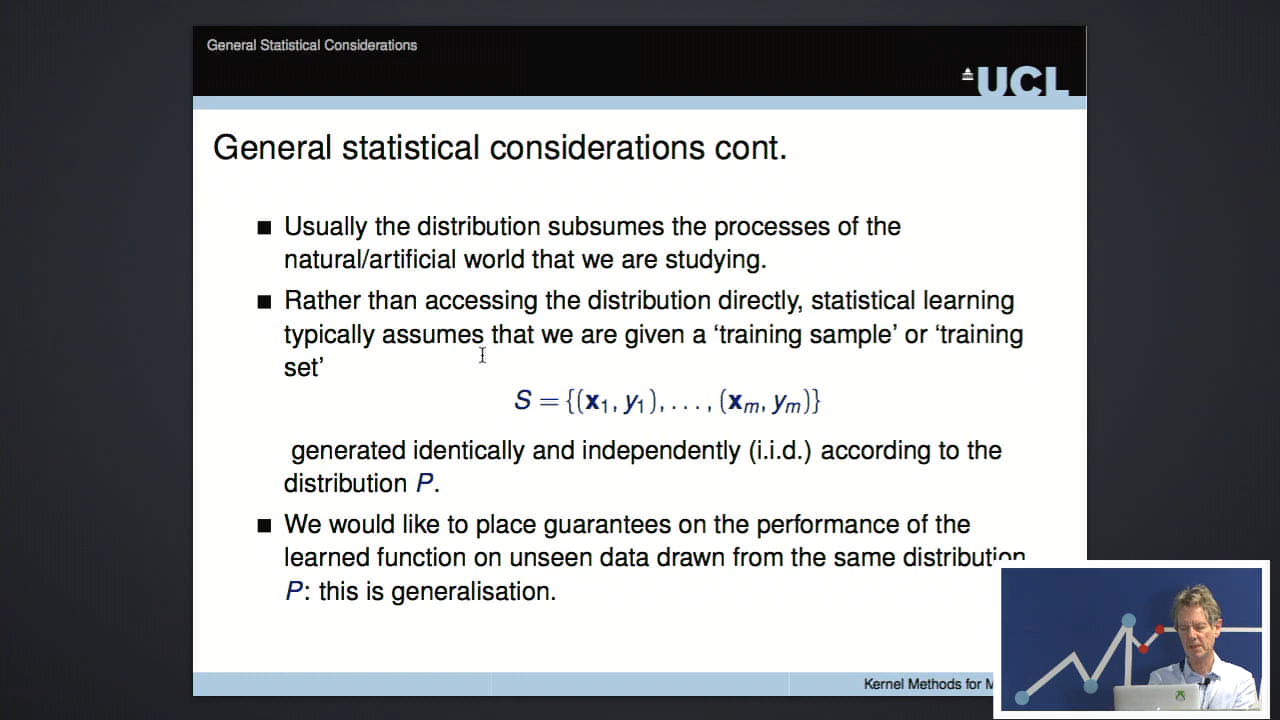 General Statistical Considerations
UCL
General statistical considerations cont.
■ Usually the distribution subsumes the processes of the
natural/artificial world that we are studying.
■ Rather than accessing the distribution directly, statistical learning
typically assumes that we are given a ‘training sample’ or ‘training
set’
S = {(x₁, y₁), . . . , (xₘ, yₘ)}
generated identically and independently (i.i.d.) according to the
distribution P.
■ We would like to place guarantees on the performance of the
learned function on unseen data drawn from the same distribution
P: this is generalisation.
Kernel Methods for